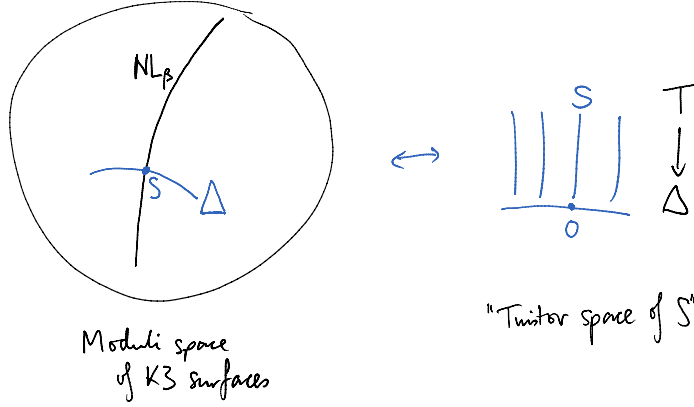 NLβ
S
Δ
Moduli space
of K3 surfaces
S
T
↓
Δ
0
"Twistor space of S"